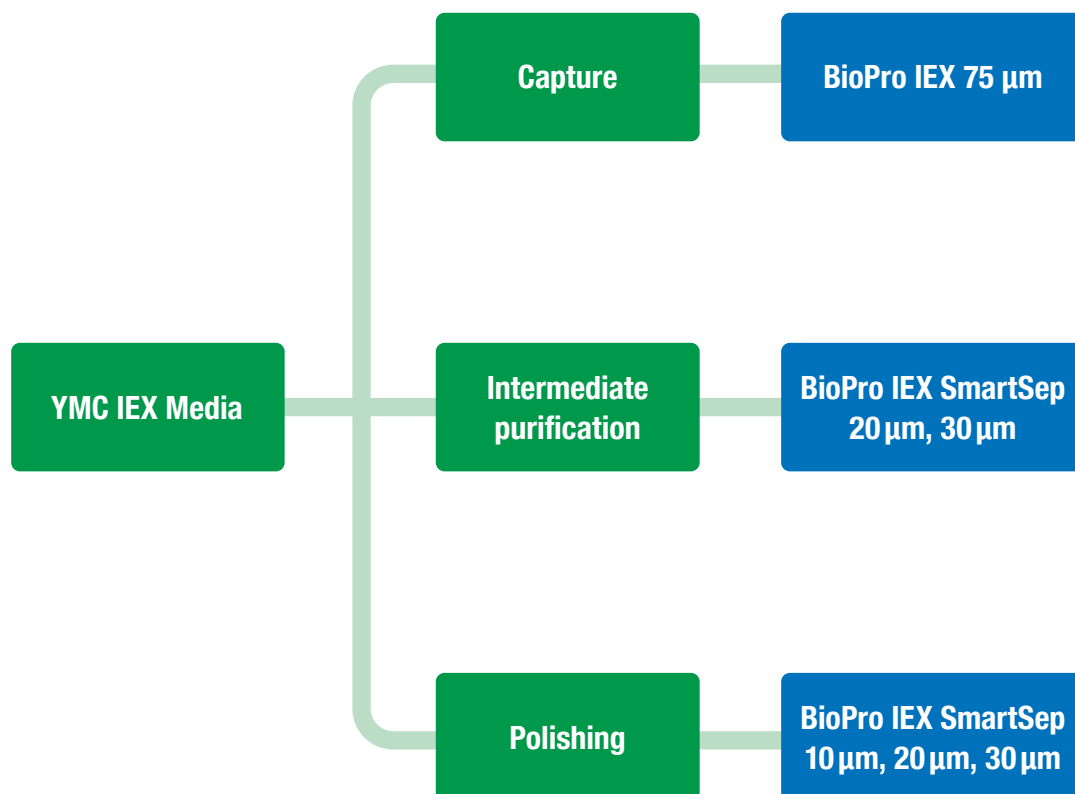 Capture
BioPro IEX 75 µm
YMC IEX Media
Intermediate
purification
BioPro IEX SmartSep
20 µm, 30 µm
Polishing
BioPro IEX SmartSep
10 µm, 20 µm, 30 µm